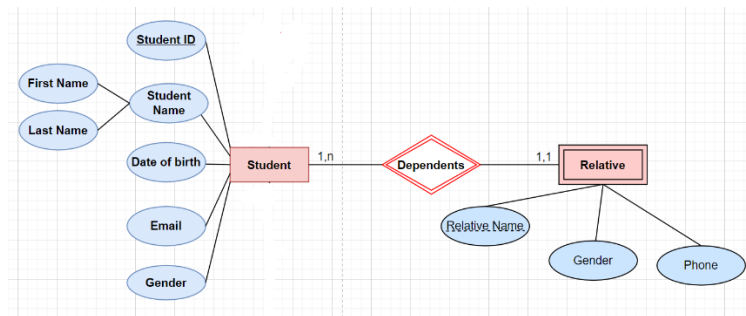 Student ID
First Name
Student
Name
Last Name
Date of birth
Student
1,n
Dependents
1,1
Relative
Email
Relative Name
Gender
Phone
Gender